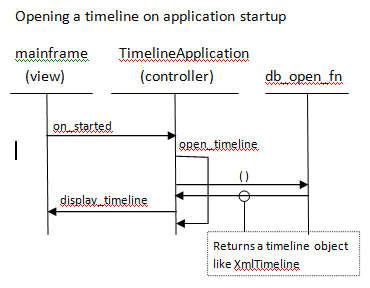 Opening a timeline on application startup
mainframe
(view)
TimelineApplication
(controller)
db_open_fn
on_started
open_timeline
()
display_timeline
Returns a timeline object
like XmlTimeline